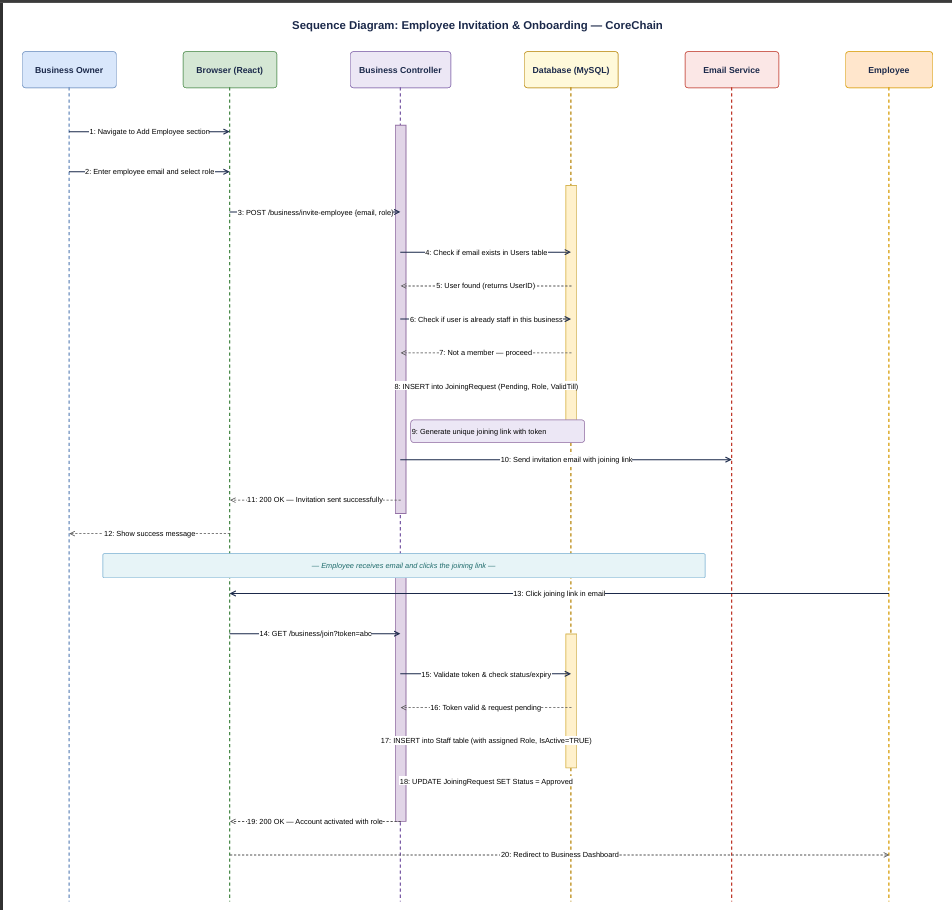 Sequence Diagram: Employee Invitation & Onboarding — CoreChain
Business Owner
Browser (React)
Business Controller
Database (MySQL)
Email Service
Employee
1: Navigate to Add Employee section
2: Enter employee email and select role
3: POST /business/invite-employee (email, role)
4: Check if email exists in Users table
5: User found (returns UserID)
6: Check if user is already staff in this business
7: Not a member — proceed
8: INSERT into JoiningRequest (Pending, Role, ValidTill)
9: Generate unique joining link with token
10: Send invitation email with joining link
11: 200 OK — Invitation sent successfully
12: Show success message
— Employee receives email and clicks the joining link —
13: Click joining link in email
14: GET /business/join?token=abc
15: Validate token & check status/expiry
16: Token valid & request pending
17: INSERT into Staff table (with assigned Role, IsActive=TRUE)
18: UPDATE JoiningRequest SET Status = Approved
19: 200 OK — Account activated with role
20: Redirect to Business Dashboard